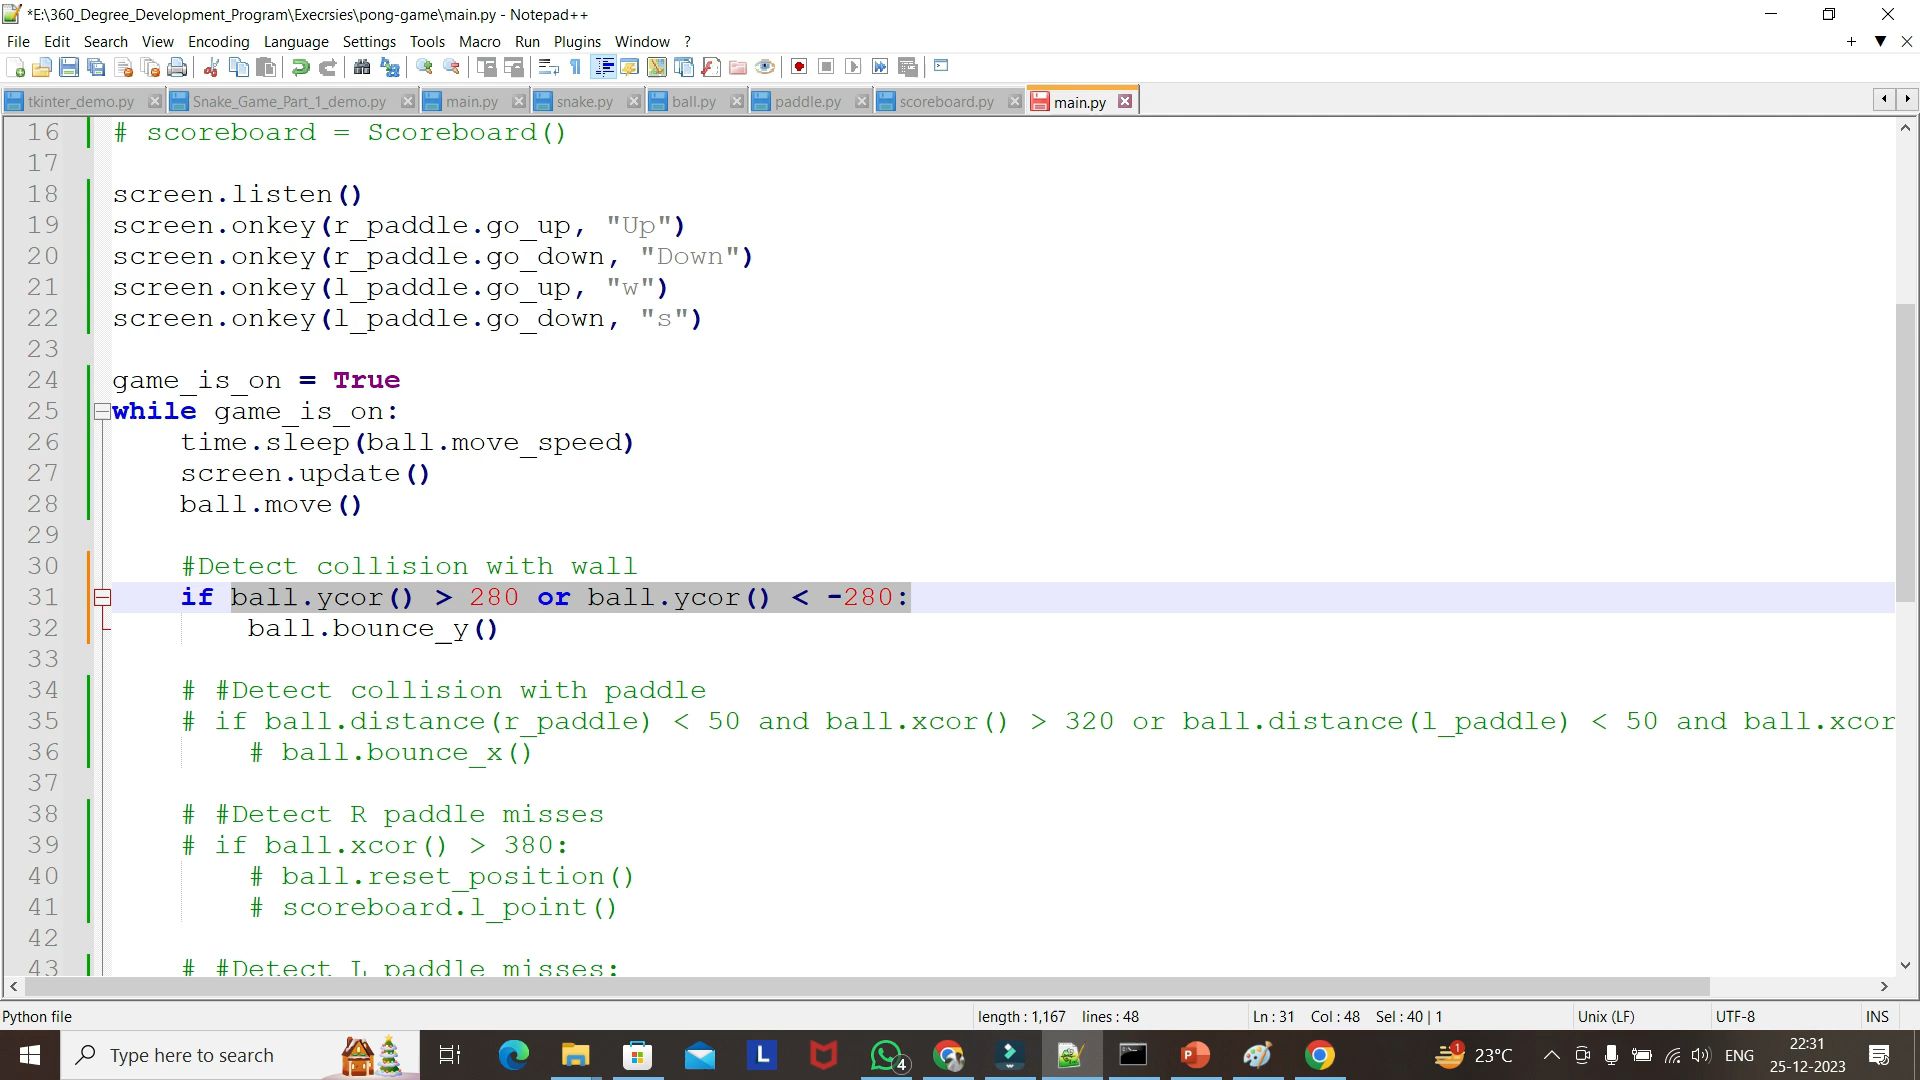 *E:\360_Degree_Development_Program\Execrsies\pong-game\main.py - Notepad++
File Edit Search View Encoding Language Settings Tools Macro Run Plugins Window ?
tkinter_demo.py Snake_Game_Part_1_demo.py main.py snake.py ball.py paddle.py scoreboard.py main.py
16 # scoreboard = Scoreboard()
17
18 screen.listen()
19 screen.onkey(r_paddle.go_up, "Up")
20 screen.onkey(r_paddle.go_down, "Down")
21 screen.onkey(l_paddle.go_up, "w")
22 screen.onkey(l_paddle.go_down, "s")
23
24 game_is_on = True
25 while game_is_on:
26 time.sleep(ball.move_speed)
27 screen.update()
28 ball.move()
29
30 #Detect collision with wall
31 if ball.ycor() > 280 or ball.ycor() < -280:
32 ball.bounce_y()
33
34 # #Detect collision with paddle
35 # if ball.distance(r_paddle) < 50 and ball.xcor() > 320 or ball.distance(l_paddle) < 50 and ball.xcor
36 # ball.bounce_x()
37
38 # #Detect R paddle misses
39 # if ball.xcor() > 380:
40 # ball.reset_position()
41 # scoreboard.l_point()
42
43 # #Detect L paddle misses:
Python file length : 1,167 lines : 48 Ln : 31 Col : 48 Sel : 40 | 1 Unix (LF) UTF-8 INS
Type here to search L 4 P 1 23°C ENG 22:31
25-12-2023